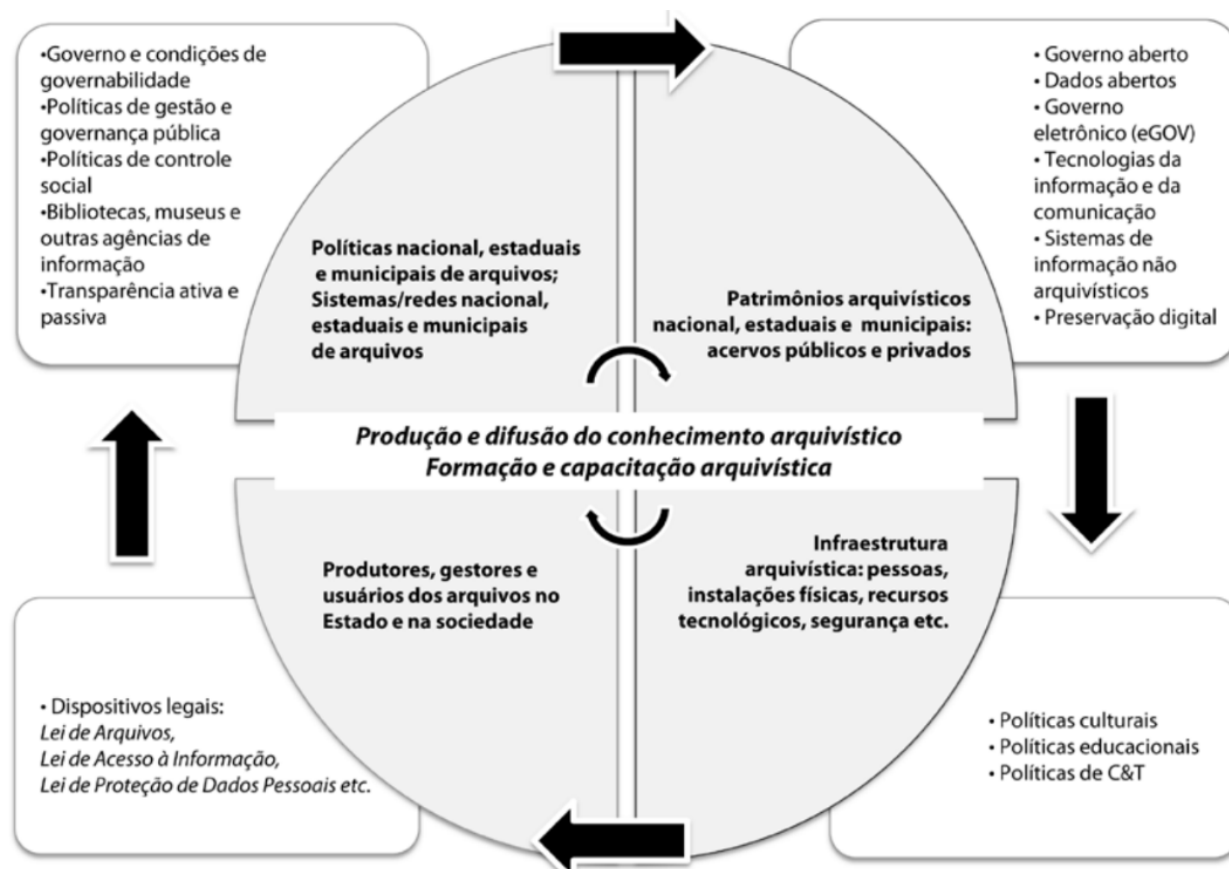 •Governo e condições de
governabilidade
•Políticas de gestão e
governança pública
•Políticas de controle
social
•Bibliotecas, museus e
outras agências de
informação
•Transparência ativa e
passiva
• Governo aberto
• Dados abertos
• Governo
eletrônico (eGOV)
• Tecnologias da
informação e da
comunicação
• Sistemas de
informação não
arquivísticos
• Preservação digital
Políticas nacional, estaduais
e municipais de arquivos;
Sistemas/redes nacional,
estaduais e municipais
de arquivos
Patrimônios arquivísticos
nacional, estaduais e municipais:
acervos públicos e privados
Produção e difusão do conhecimento arquivístico
Formação e capacitação arquivística
Produtores, gestores e
usuários dos arquivos no
Estado e na sociedade
Infraestrutura
arquivística: pessoas,
instalações físicas, recursos
tecnológicos, segurança etc.
• Dispositivos legais:
Lei de Arquivos,
Lei de Acesso à Informação,
Lei de Proteção de Dados Pessoais etc.
• Políticas culturais
• Políticas educacionais
• Políticas de C&T